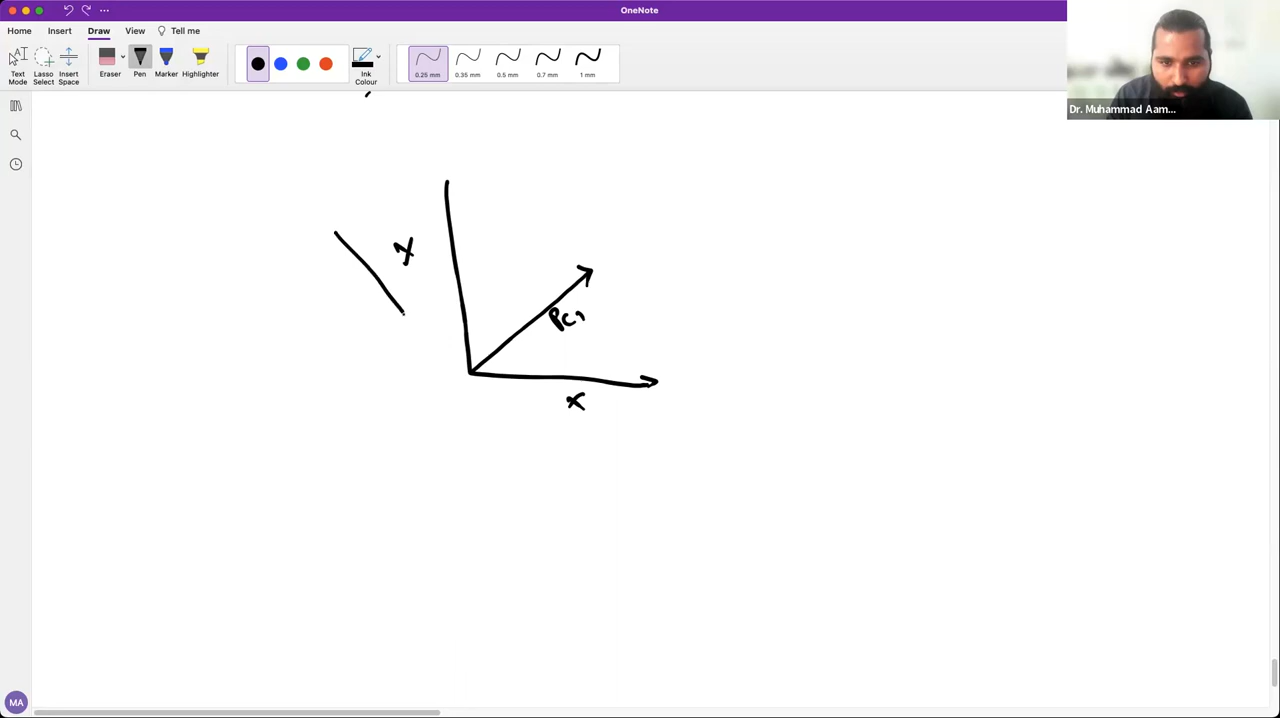 OneNote
Home Insert Draw View Tell me
Text Mode
Lasso Select
Insert Space
Eraser
Pen
Marker
Highlighter
Ink Colour
0.25 mm
0.35 mm
0.5 mm
0.7 mm
1 mm
Dr. Muhammad Aam...
y
PC1
x
MA